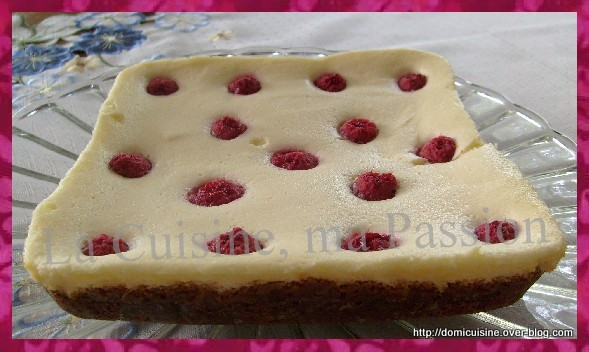 La Cuisine, ma Passion
http://domicuisine.over-blog.com